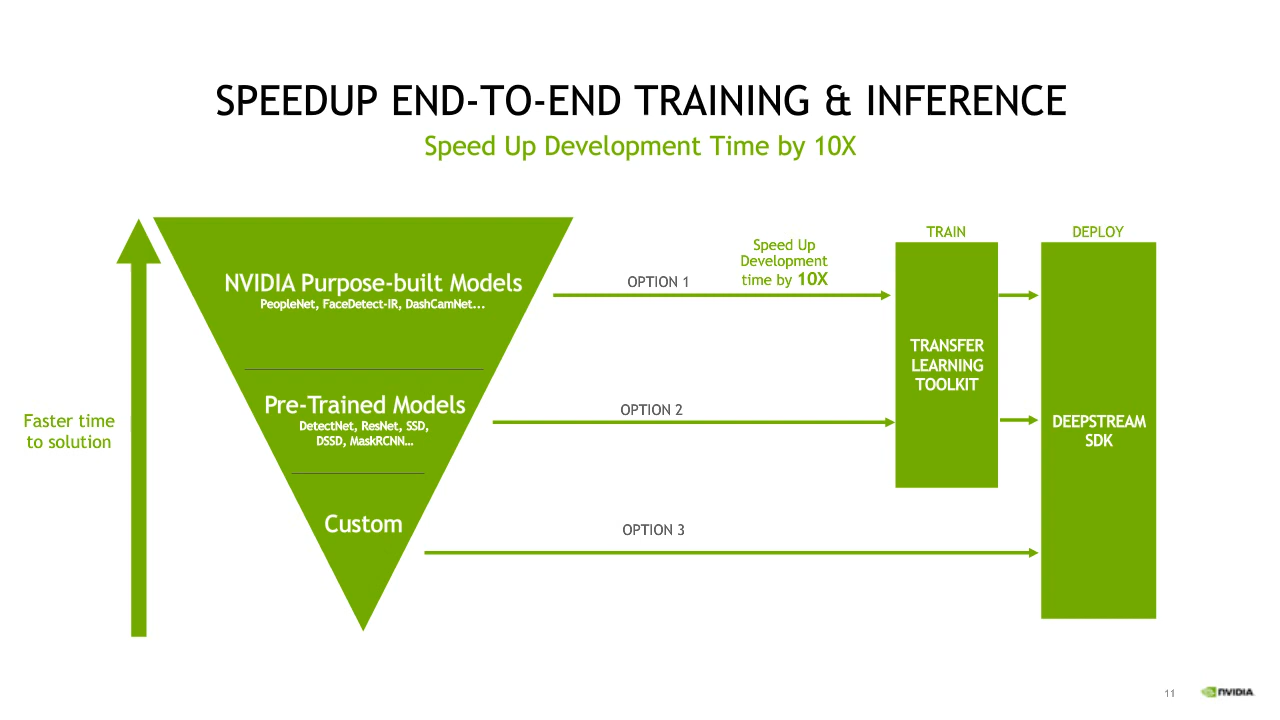 SPEEDUP END-TO-END TRAINING & INFERENCE
Speed Up Development Time by 10X
Faster time
to solution
NVIDIA Purpose-built Models
PeopleNet, FaceDetect-IR, DashCamNet...
Pre-Trained Models
DetectNet, ResNet, SSD,
DSSD, MaskRCNN…
Custom
OPTION 1
Speed Up
Development
time by 10X
OPTION 2
OPTION 3
TRAIN
TRANSFER
LEARNING
TOOLKIT
DEPLOY
DEEPSTREAM
SDK
11
NVIDIA.